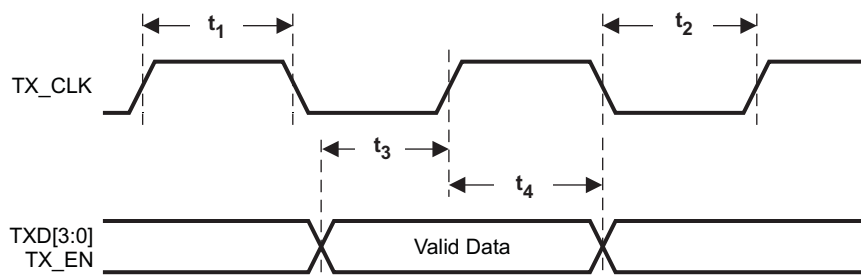 t1
t2
TX_CLK
t3
t4
TXD[3:0]
TX_EN
Valid Data